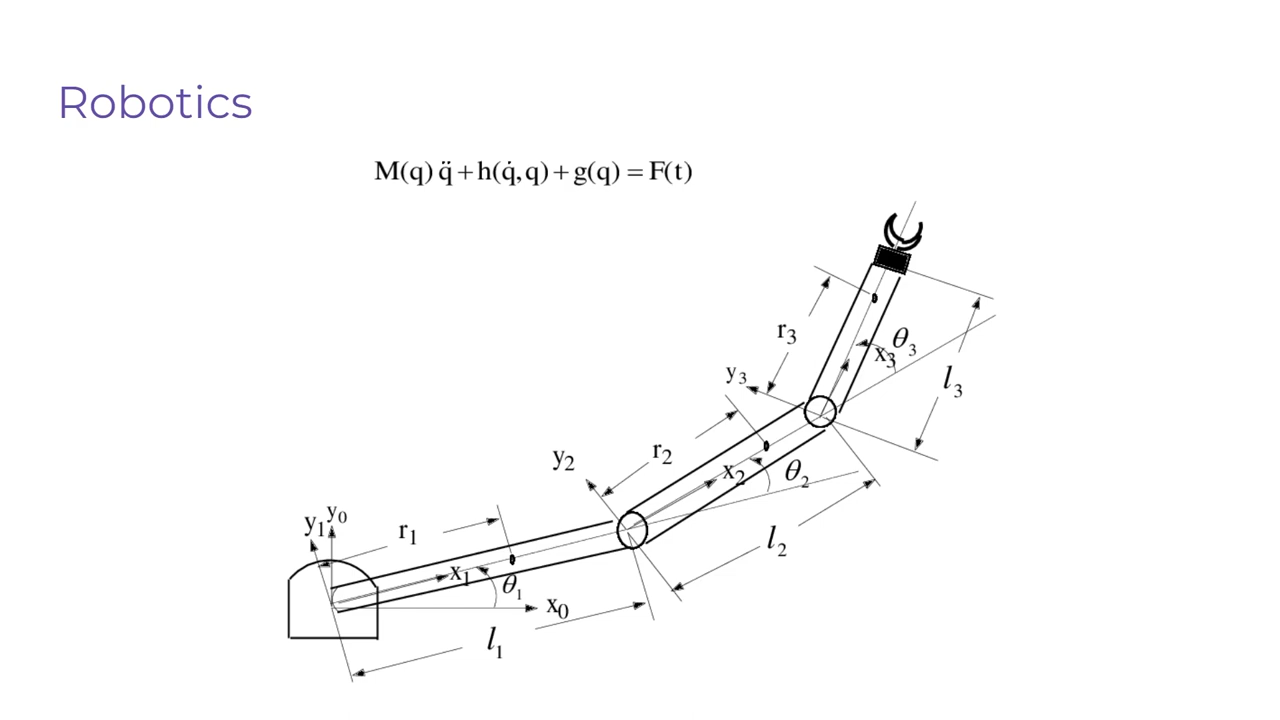 Robotics
M(q) q̈ + h(q̇, q) + g(q) = F(t)
r₃
θ₃
x₃
y₃
l₃
r₂
y₂
x₂
θ₂
y₁
y₀
r₁
l₂
x₁
θ₁
x₀
l₁